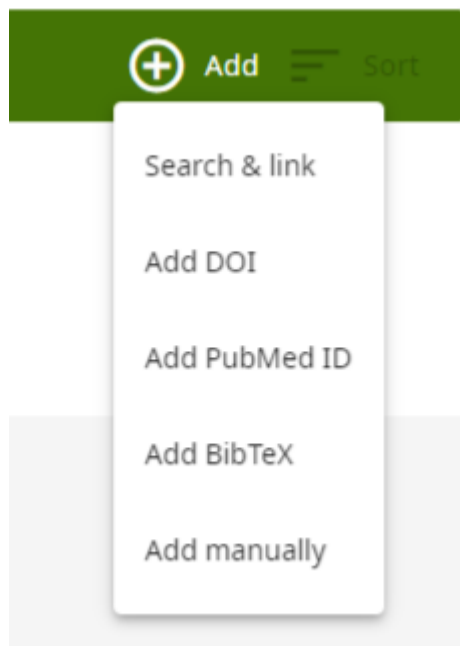 Add Sort
Search & link
Add DOI
Add PubMed ID
Add BibTeX
Add manually